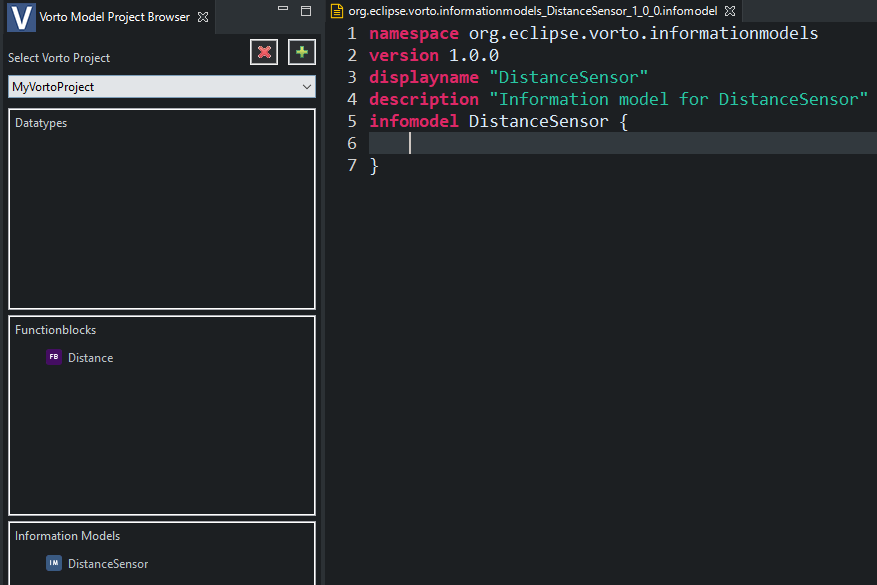 V Vorto Model Project Browser
Select Vorto Project
MyVortoProject
Datatypes
Functionblocks
FB Distance
Information Models
IM DistanceSensor
org.eclipse.vorto.informationmodels_DistanceSensor_1_0_0.infomodel
1 namespace org.eclipse.vorto.informationmodels
2 version 1.0.0
3 displayname "DistanceSensor"
4 description "Information model for DistanceSensor"
5 infomodel DistanceSensor {
6
7 }